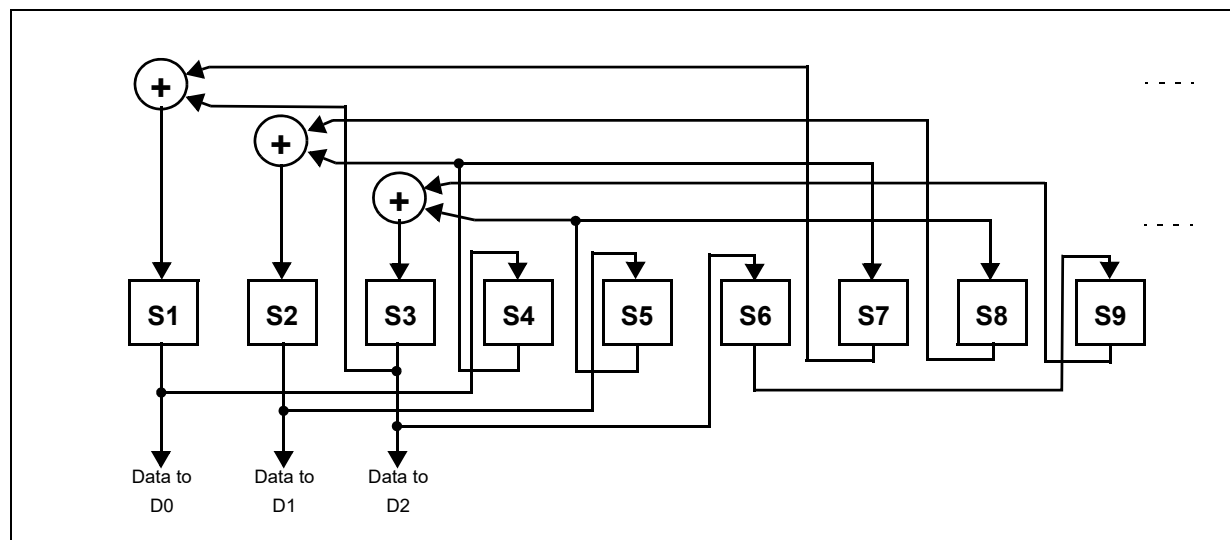 +
+
+
S1 S2 S3 S4 S5 S6 S7 S8 S9
Data to Data to Data to
D0 D1 D2